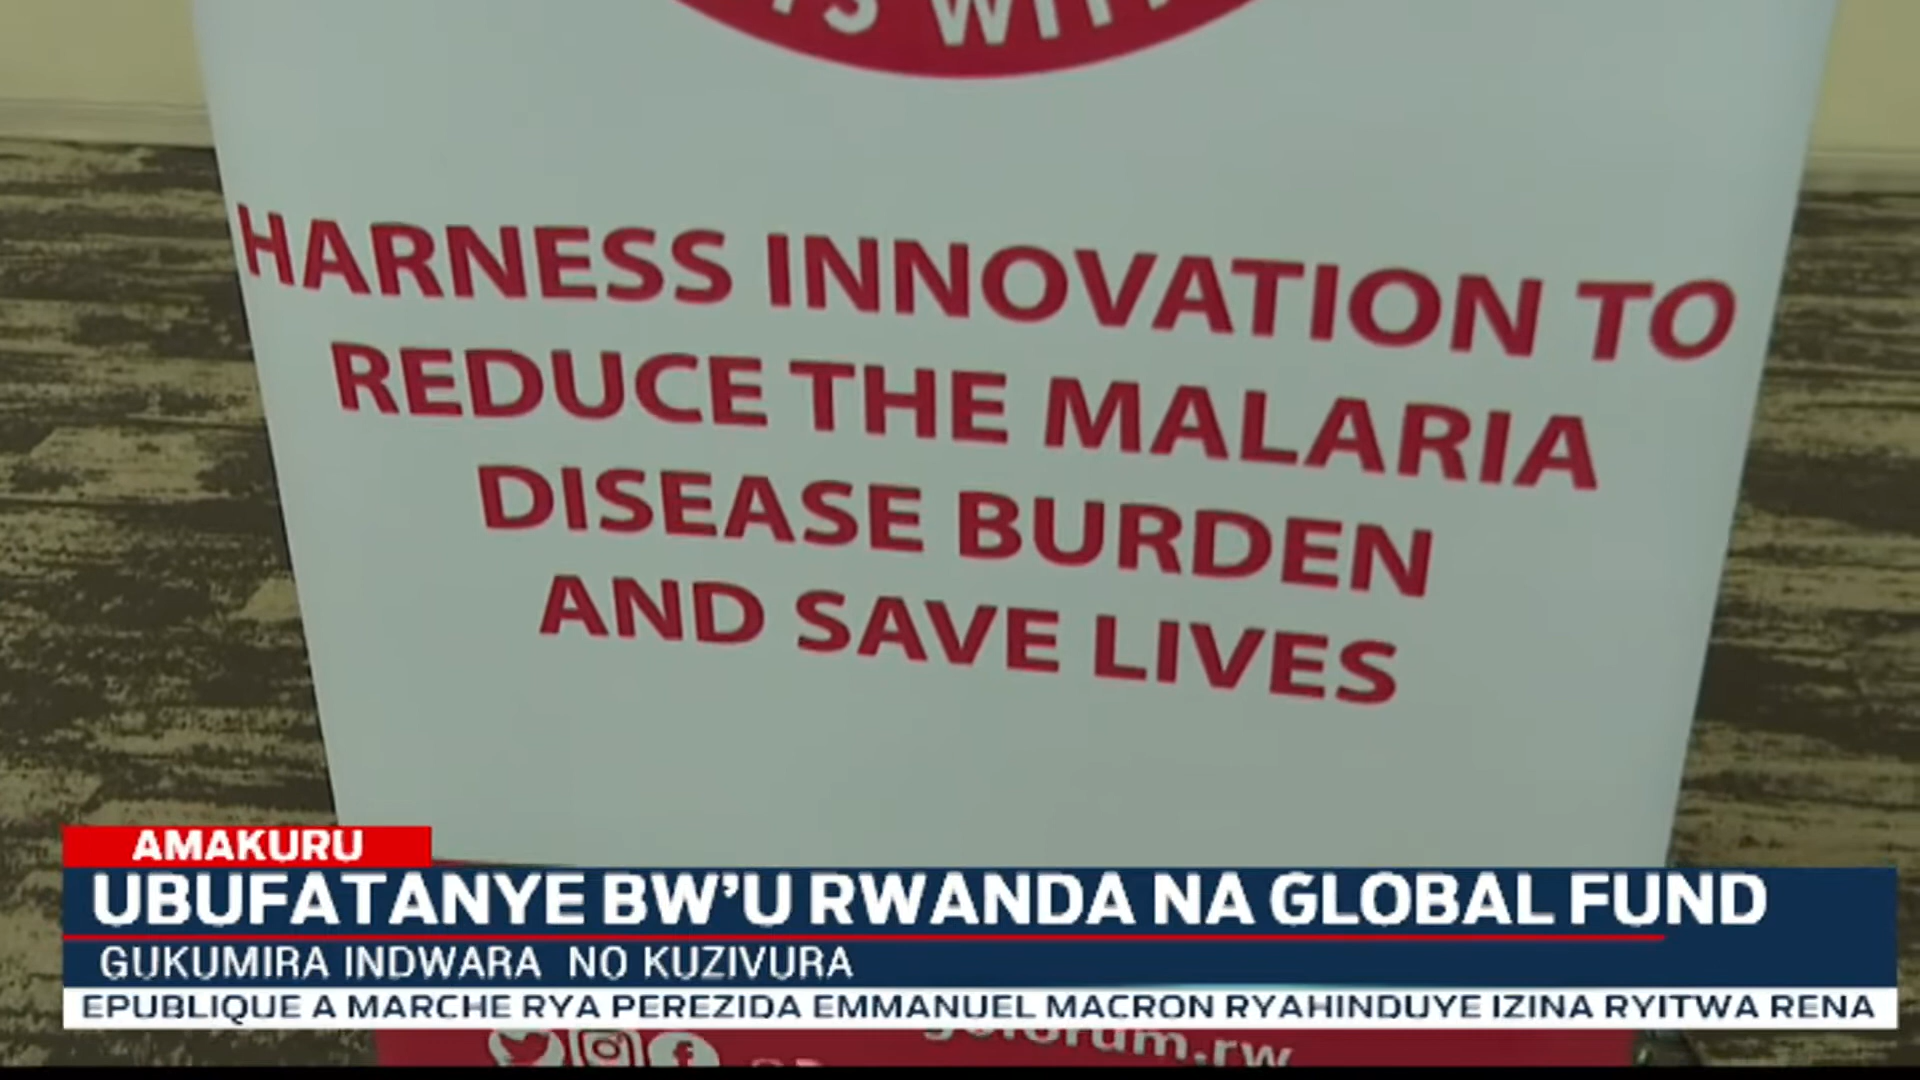 HARNESS INNOVATION TO
REDUCE THE MALARIA
DISEASE BURDEN
AND SAVE LIVES
AMAKURU
UBUFATANYE BW'U RWANDA NA GLOBAL FUND
GUKUMIRA INDWARA NO KUZIVURA
EPUBLIQUE A MARCHE RYA PEREZIDA EMMANUEL MACRON RYAHINDUYE IZINA RYITWA RENA